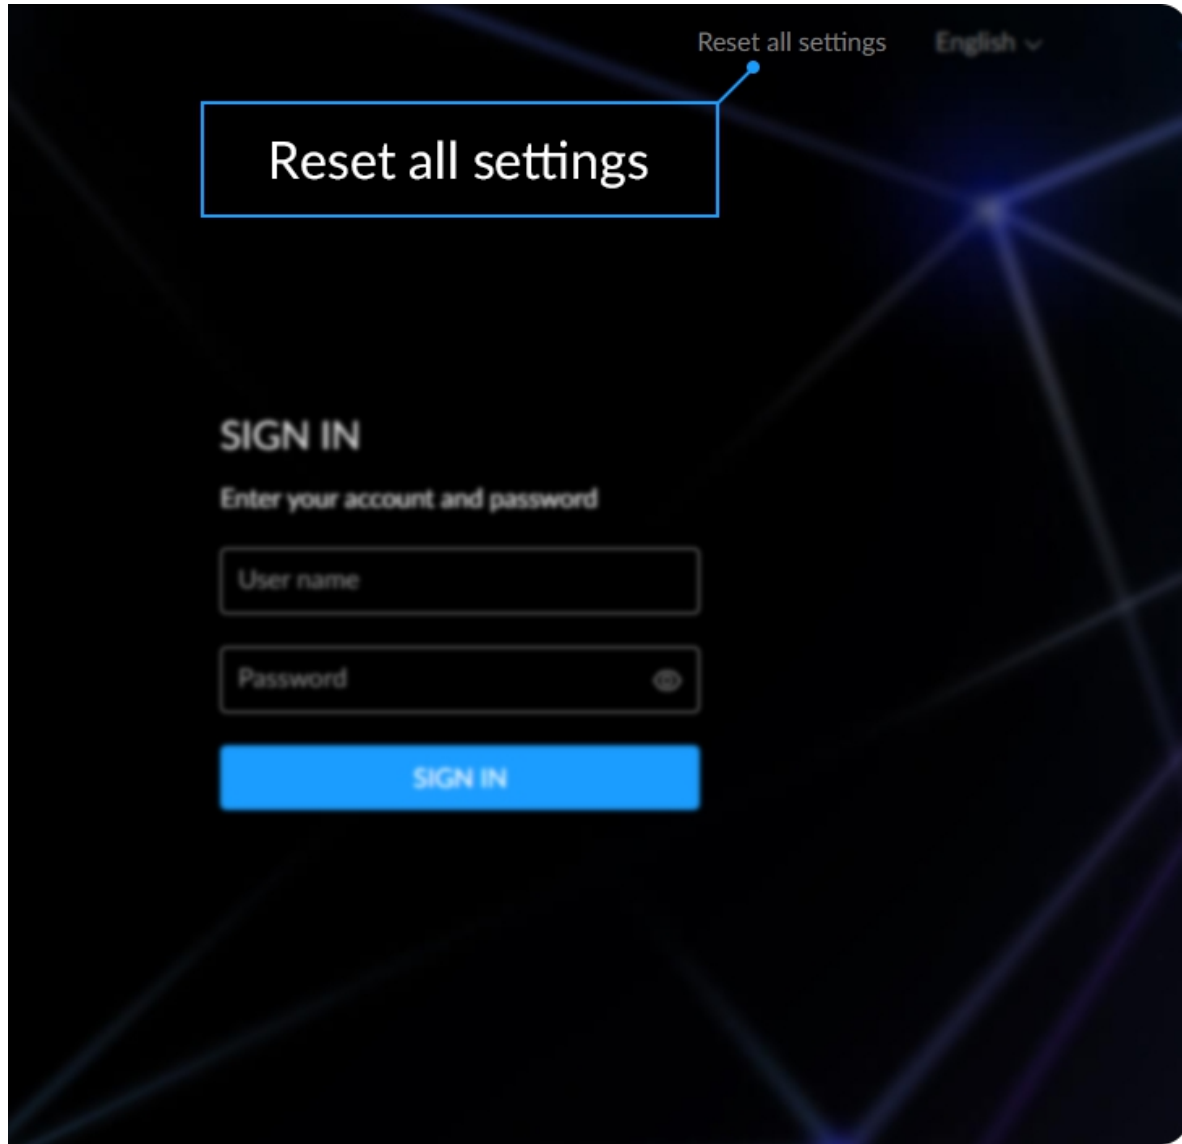 Reset all settings English
Reset all settings
SIGN IN
Enter your account and password
User name
Password
SIGN IN